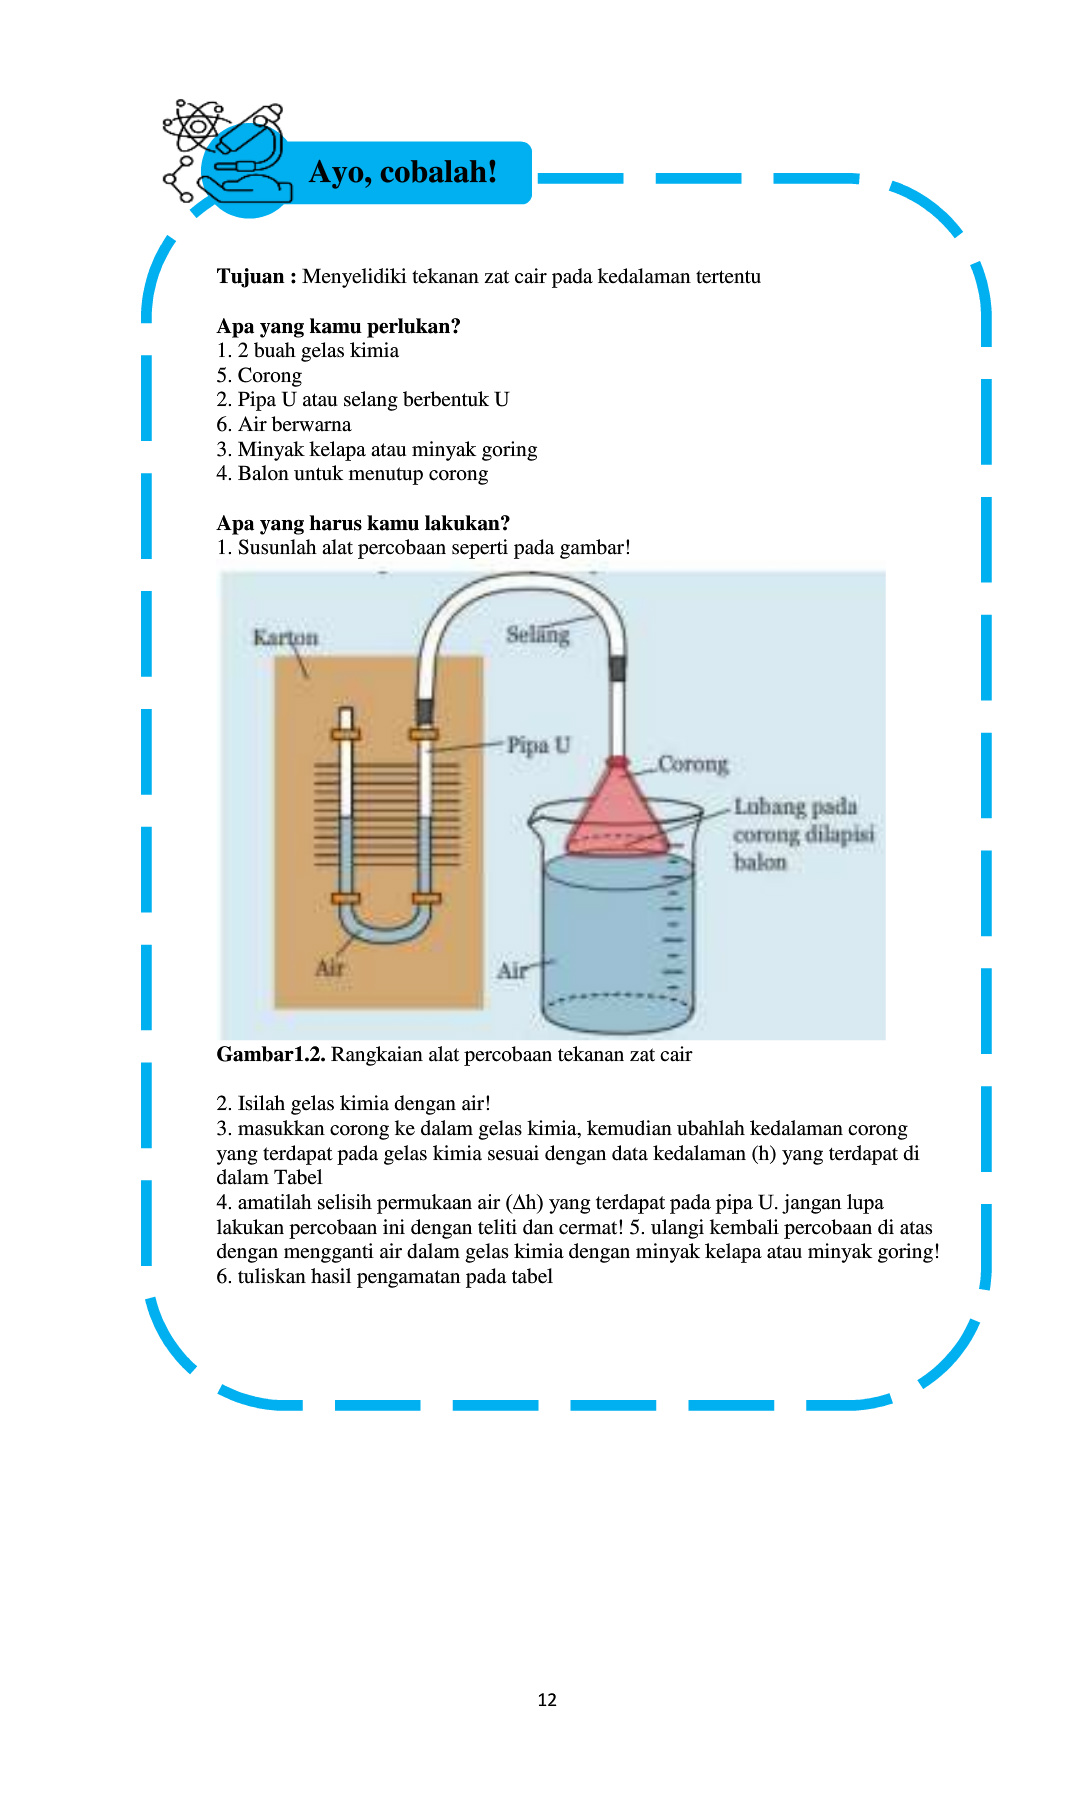 Ayo, cobalah!
Tujuan : Menyelidiki tekanan zat cair pada kedalaman tertentu
Apa yang kamu perlukan?
1. 2 buah gelas kimia
5. Corong
2. Pipa U atau selang berbentuk U
6. Air berwarna
3. Minyak kelapa atau minyak goring
4. Balon untuk menutup corong
Apa yang harus kamu lakukan?
1. Susunlah alat percobaan seperti pada gambar!
Karton
Selang
Pipa U
Corong
Lubang pada
corong dilapisi
balon
Air
Air
Gambar1.2. Rangkaian alat percobaan tekanan zat cair
2. Isilah gelas kimia dengan air!
3. masukkan corong ke dalam gelas kimia, kemudian ubahlah kedalaman corong
yang terdapat pada gelas kimia sesuai dengan data kedalaman (h) yang terdapat di
dalam Tabel
4. amatilah selisih permukaan air (Δh) yang terdapat pada pipa U. jangan lupa
lakukan percobaan ini dengan teliti dan cermat! 5. ulangi kembali percobaan di atas
dengan mengganti air dalam gelas kimia dengan minyak kelapa atau minyak goring!
6. tuliskan hasil pengamatan pada tabel
12